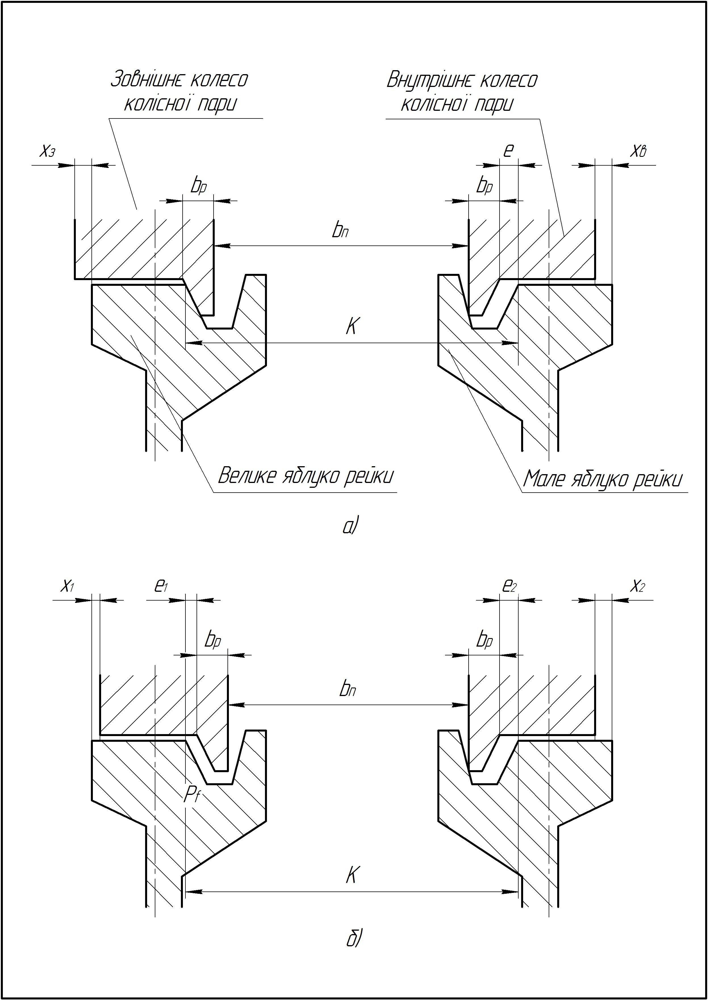 Зовнішнє колесо
колісної пари
Внутрішнє колесо
колісної пари
xз
e
xв
bр
bр
bп
K
Велике яблуко рейки
Мале яблуко рейки
а)
x1
e1
e2
x2
bр
bр
bп
Pf
K
б)